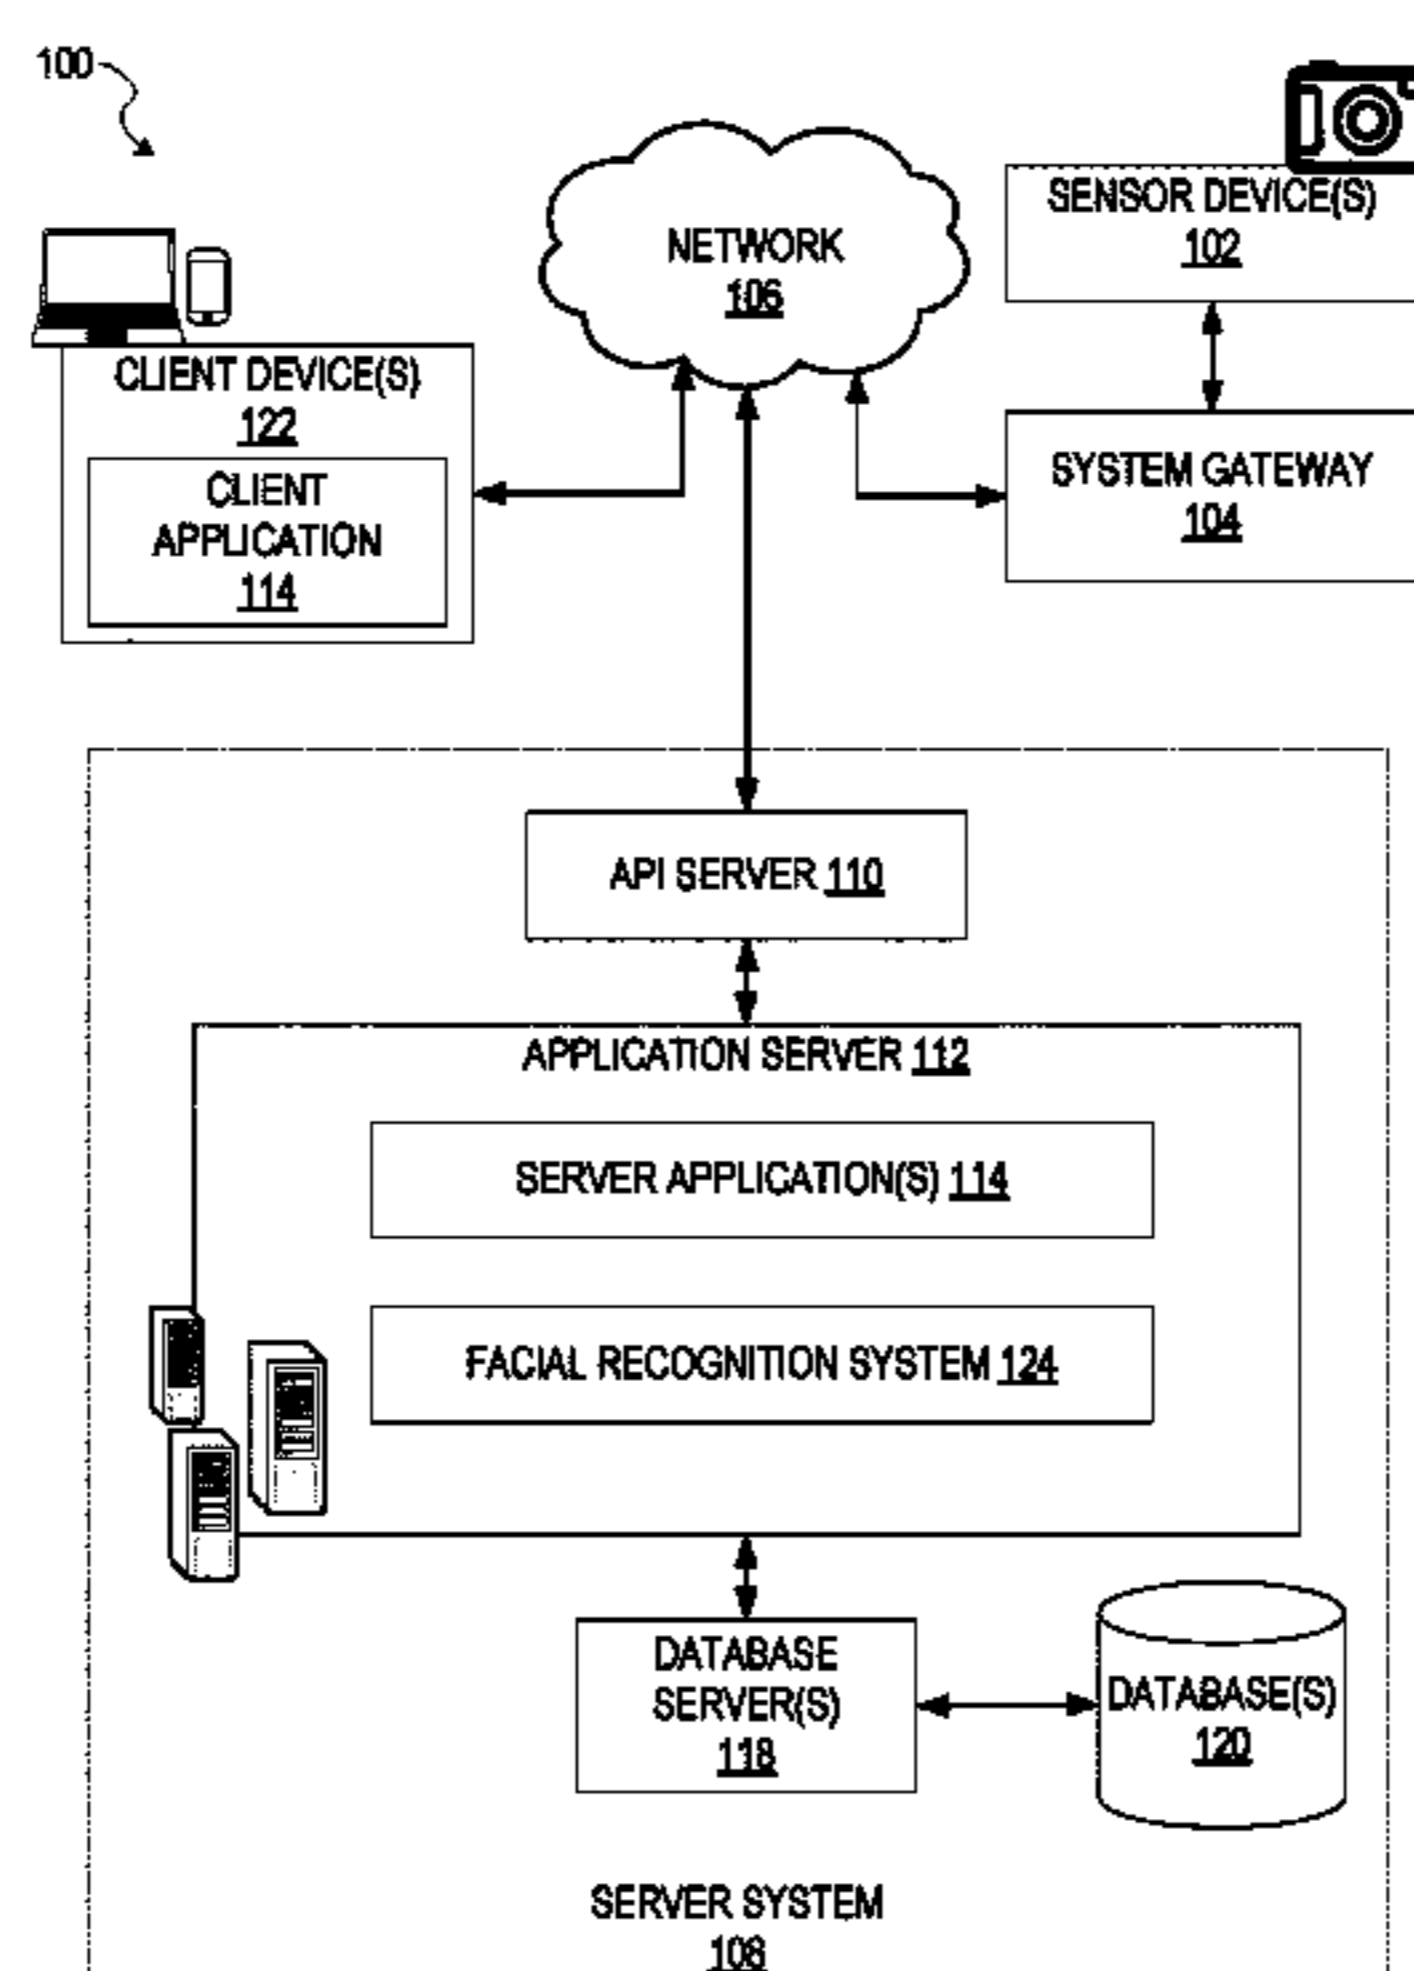 100
NETWORK
106
SENSOR DEVICE(S)
102
CLIENT DEVICE(S)
122
CLIENT
APPLICATION
114
SYSTEM GATEWAY
104
API SERVER 110
APPLICATION SERVER 112
SERVER APPLICATION(S) 114
FACIAL RECOGNITION SYSTEM 124
DATABASE
SERVER(S)
118
DATABASE(S)
120
SERVER SYSTEM
108